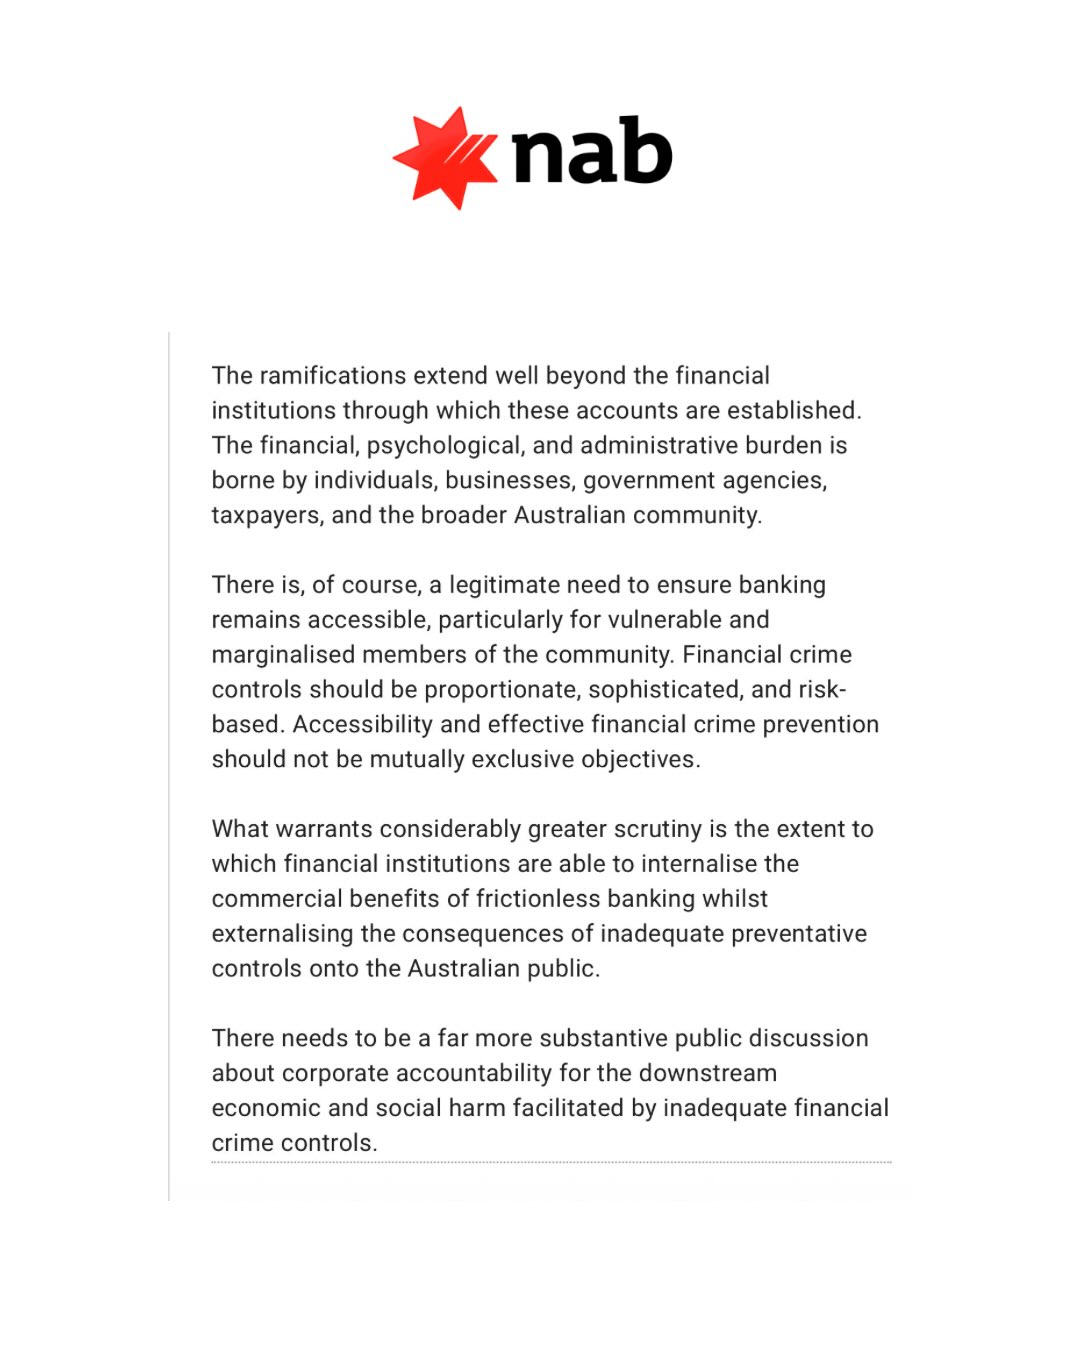 nab
The ramifications extend well beyond the financial
institutions through which these accounts are established.
The financial, psychological, and administrative burden is
borne by individuals, businesses, government agencies,
taxpayers, and the broader Australian community.
There is, of course, a legitimate need to ensure banking
remains accessible, particularly for vulnerable and
marginalised members of the community. Financial crime
controls should be proportionate, sophisticated, and risk-
based. Accessibility and effective financial crime prevention
should not be mutually exclusive objectives.
What warrants considerably greater scrutiny is the extent to
which financial institutions are able to internalise the
commercial benefits of frictionless banking whilst
externalising the consequences of inadequate preventative
controls onto the Australian public.
There needs to be a far more substantive public discussion
about corporate accountability for the downstream
economic and social harm facilitated by inadequate financial
crime controls.